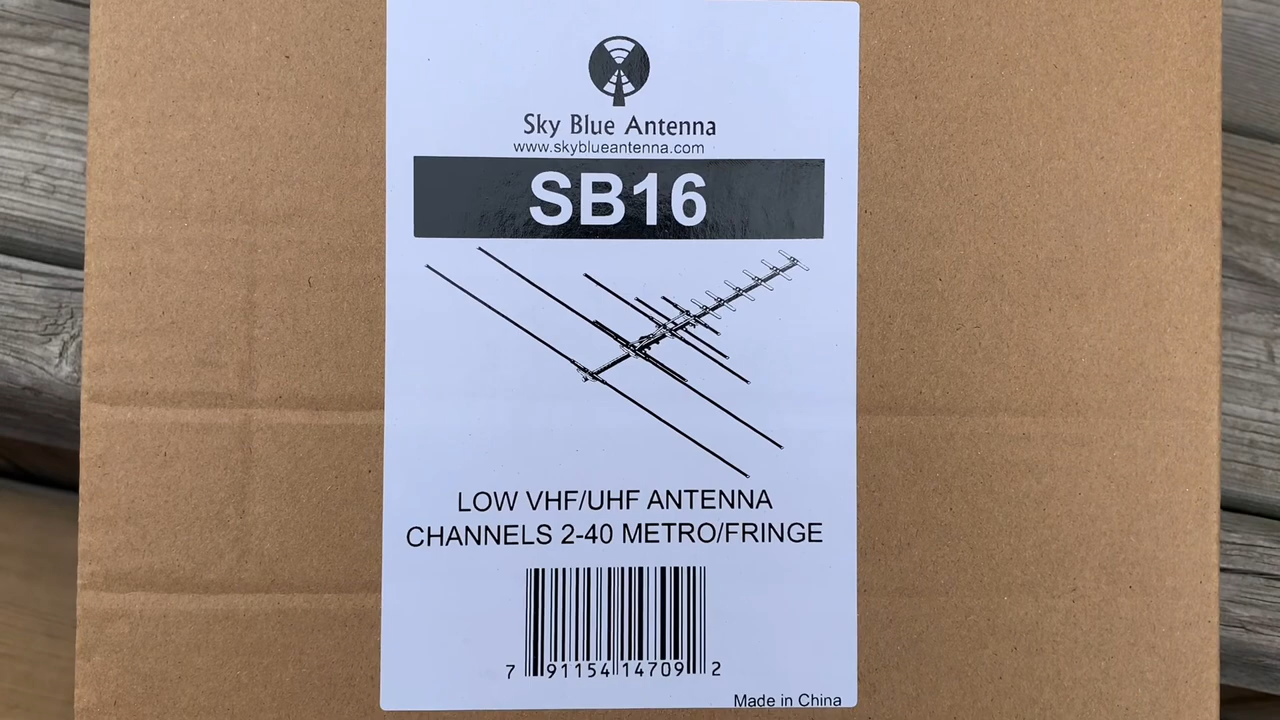 Sky Blue Antenna
www.skyblueantenna.com
SB16
LOW VHF/UHF ANTENNA
CHANNELS 2-40 METRO/FRINGE
7 91154 14709 2
Made in China